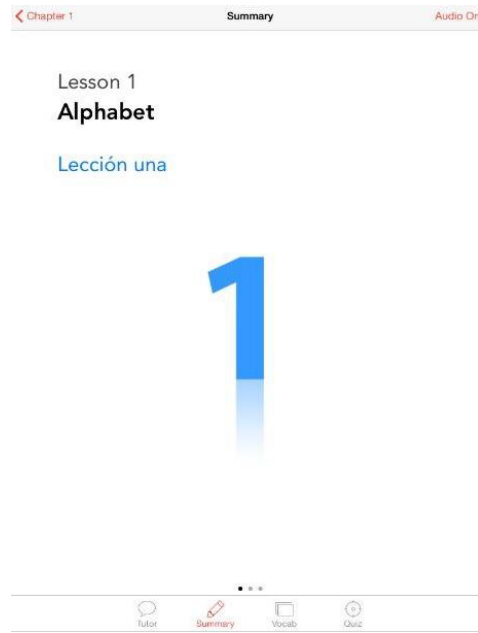 Chapter 1 Summary Audio On
Lesson 1
Alphabet
Lección una
1
Tutor Summary Vocab Quiz